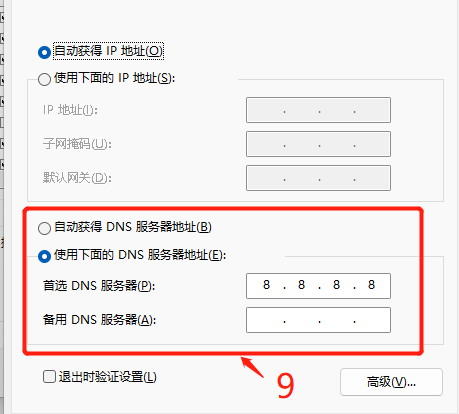 自动获得 IP 地址(O)
使用下面的 IP 地址(S):
IP 地址(I):
. . .
子网掩码(U):
. . .
默认网关(D):
. . .
自动获得 DNS 服务器地址(B)
使用下面的 DNS 服务器地址(E):
首选 DNS 服务器(P):
8 . 8 . 8 . 8
备用 DNS 服务器(A):
. . .
9
退出时验证设置(L)
高级(V)...